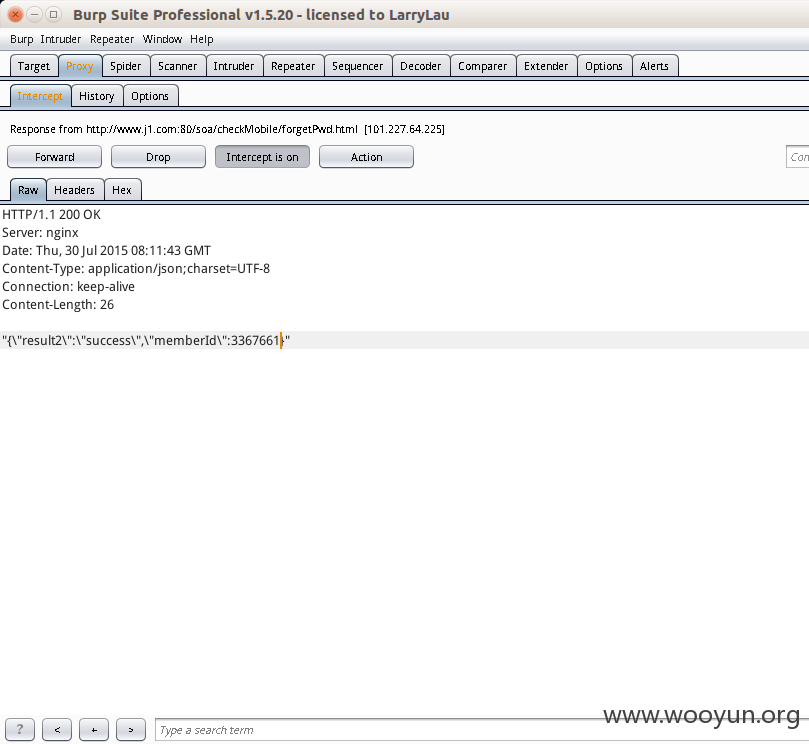 Burp Suite Professional v1.5.20 - licensed to LarryLau
Burp Intruder Repeater Window Help
Target Proxy Spider Scanner Intruder Repeater Sequencer Decoder Comparer Extender Options Alerts
Intercept History Options
Response from http://www.j1.com:80/soa/checkMobile/forgetPwd.html [101.227.64.225]
Forward Drop Intercept is on Action
Raw Headers Hex
HTTP/1.1 200 OK
Server: nginx
Date: Thu, 30 Jul 2015 08:11:43 GMT
Content-Type: application/json;charset=UTF-8
Connection: keep-alive
Content-Length: 26
"{\"result2\":\"success\",\"memberId\":3367661}"
? < + > Type a search term
www.wooyun.org